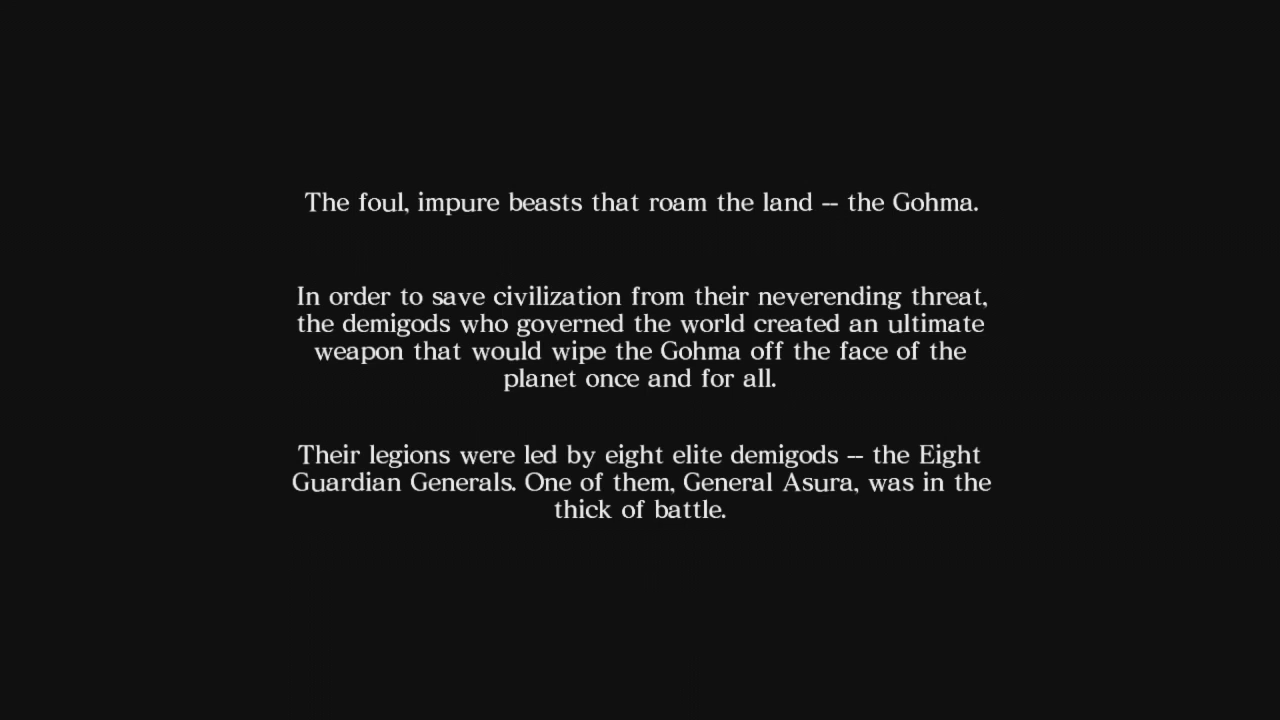 The foul, impure beasts that roam the land -- the Gohma.
In order to save civilization from their neverending threat,
the demigods who governed the world created an ultimate
weapon that would wipe the Gohma off the face of the
planet once and for all.
Their legions were led by eight elite demigods -- the Eight
Guardian Generals. One of them, General Asura, was in the
thick of battle.